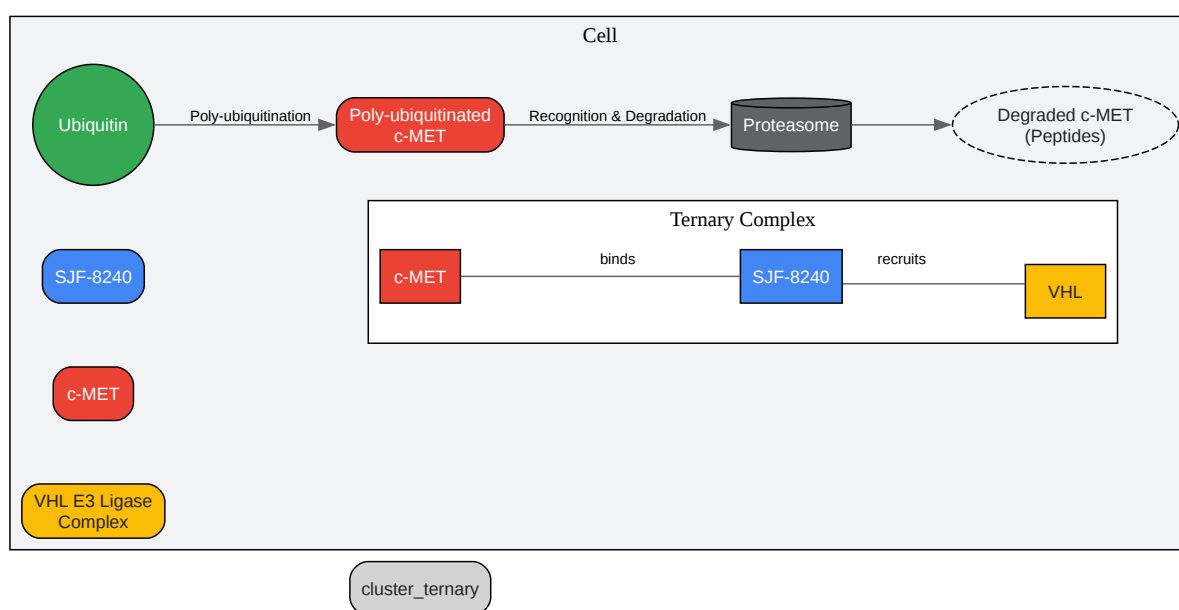 Cell
Ubiquitin
Poly-ubiquitination
Poly-ubiquitinated
c-MET
Recognition & Degradation
Proteasome
Degraded c-MET
(Peptides)
Ternary Complex
SJF-8240
c-MET
binds
SJF-8240
recruits
VHL
c-MET
VHL E3 Ligase
Complex
cluster_ternary